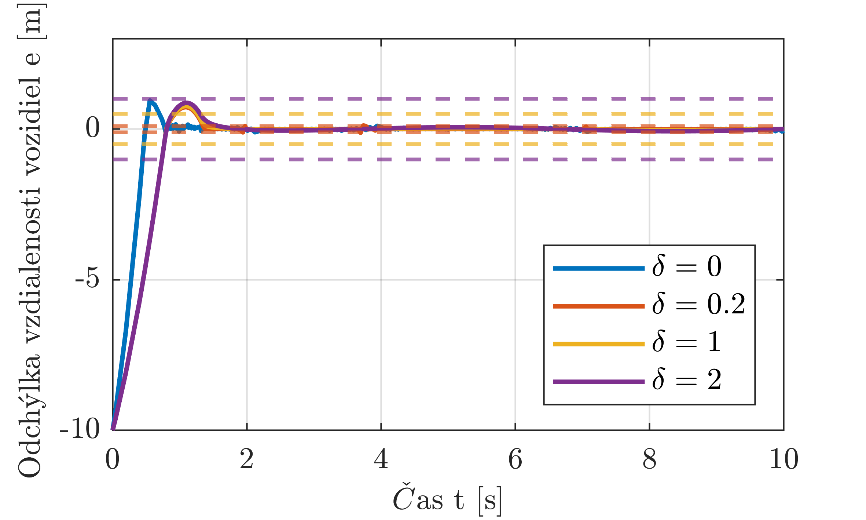 Odchýlka vzdialenosti vozidiel e [m]
0
-5
-10
0 2 4 6 8 10
Čas t [s]
δ = 0
δ = 0.2
δ = 1
δ = 2